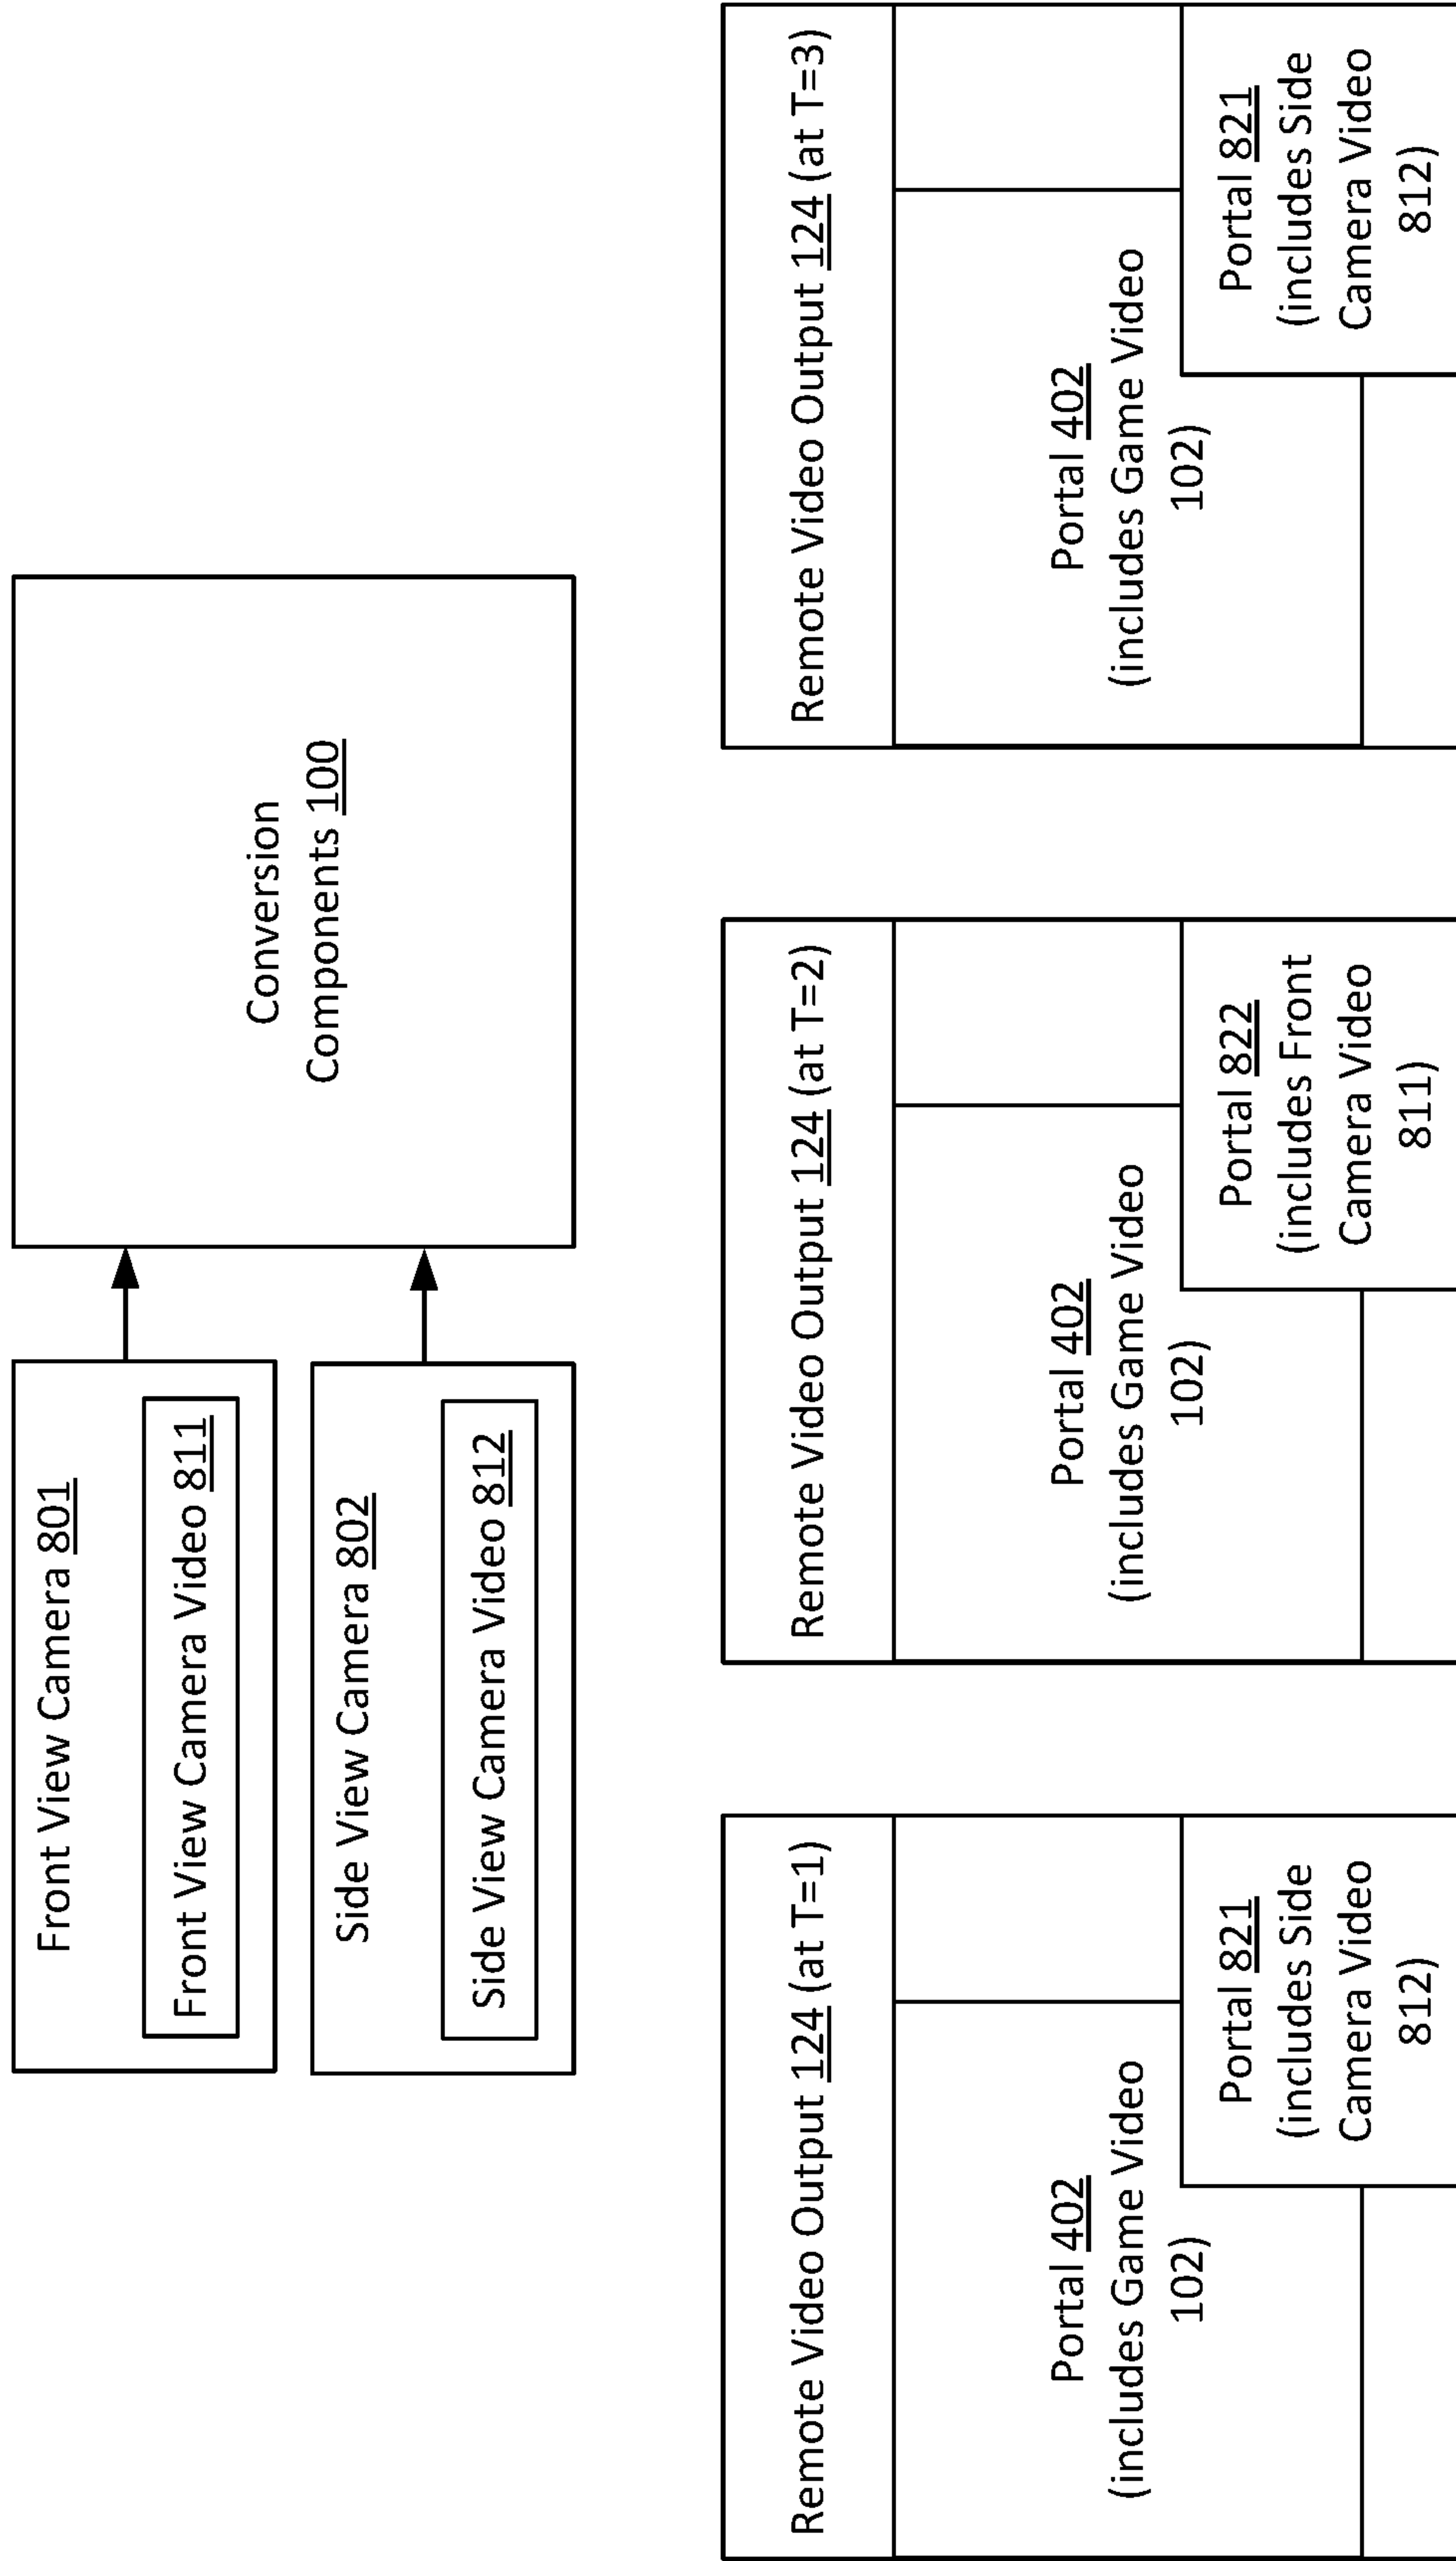 Front View Camera 801
Front View Camera Video 811
Side View Camera 802
Side View Camera Video 812
Conversion
Components 100
Remote Video Output 124 (at T=1)
Portal 402
(includes Game Video
102)
Portal 821
(includes Side
Camera Video
812)
Remote Video Output 124 (at T=2)
Portal 402
(includes Game Video
102)
Portal 822
(includes Front
Camera Video
811)
Remote Video Output 124 (at T=3)
Portal 402
(includes Game Video
102)
Portal 821
(includes Side
Camera Video
812)